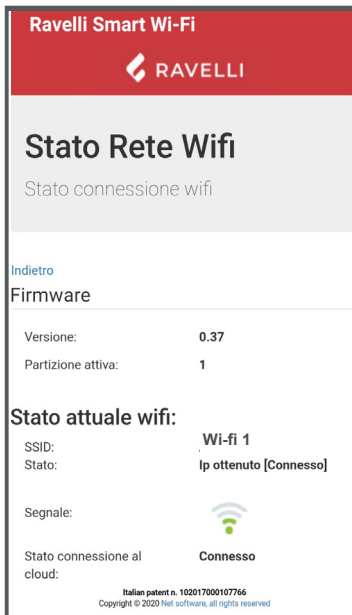 Ravelli Smart Wi-Fi
RAVELLI
Stato Rete Wifi
Stato connessione wifi
Indietro
Firmware
Versione: 0.37
Partizione attiva: 1
Stato attuale wifi:
SSID: Wi-fi 1
Stato: Ip ottenuto [Connesso]
Segnale:
Stato connessione al Connesso
cloud:
Italian patent n. 102017000107766
Copyright © 2020 Net software, all rights reserved